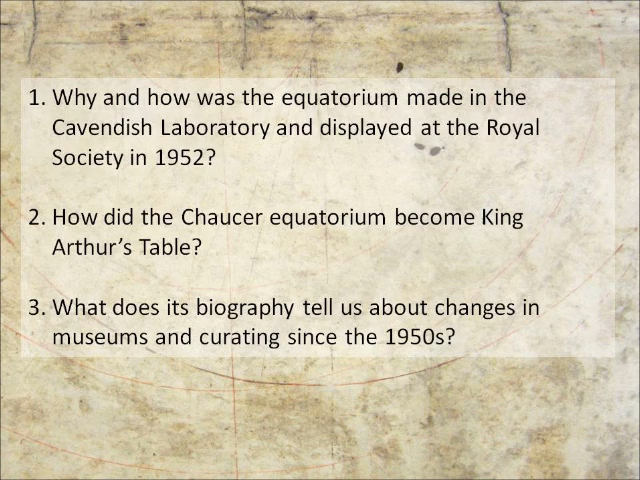 1. Why and how was the equatorium made in the
Cavendish Laboratory and displayed at the Royal
Society in 1952?
2. How did the Chaucer equatorium become King
Arthur’s Table?
3. What does its biography tell us about changes in
museums and curating since the 1950s?